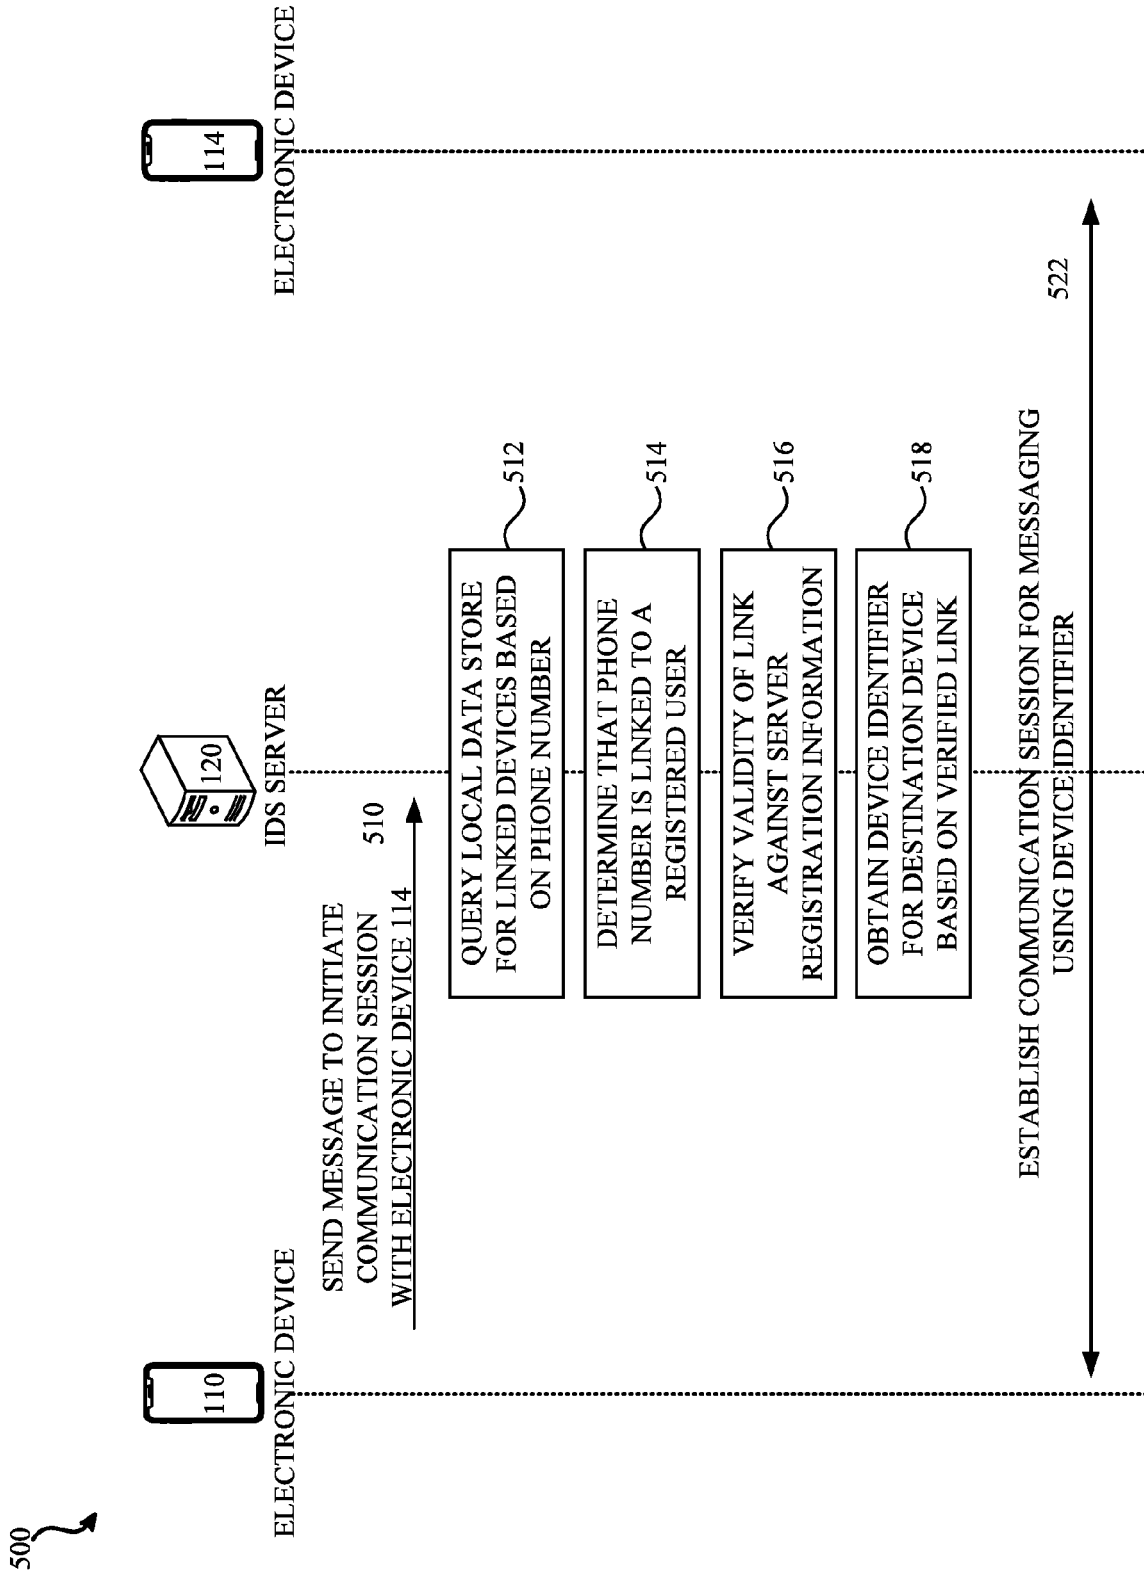 500
110
ELECTRONIC DEVICE
120
IDS SERVER
114
ELECTRONIC DEVICE
SEND MESSAGE TO INITIATE
COMMUNICATION SESSION
WITH ELECTRONIC DEVICE 114
510
QUERY LOCAL DATA STORE
FOR LINKED DEVICES BASED
ON PHONE NUMBER
512
DETERMINE THAT PHONE
NUMBER IS LINKED TO A
REGISTERED USER
514
VERIFY VALIDITY OF LINK
AGAINST SERVER
REGISTRATION INFORMATION
516
OBTAIN DEVICE IDENTIFIER
FOR DESTINATION DEVICE
BASED ON VERIFIED LINK
518
ESTABLISH COMMUNICATION SESSION FOR MESSAGING
USING DEVICE IDENTIFIER
522